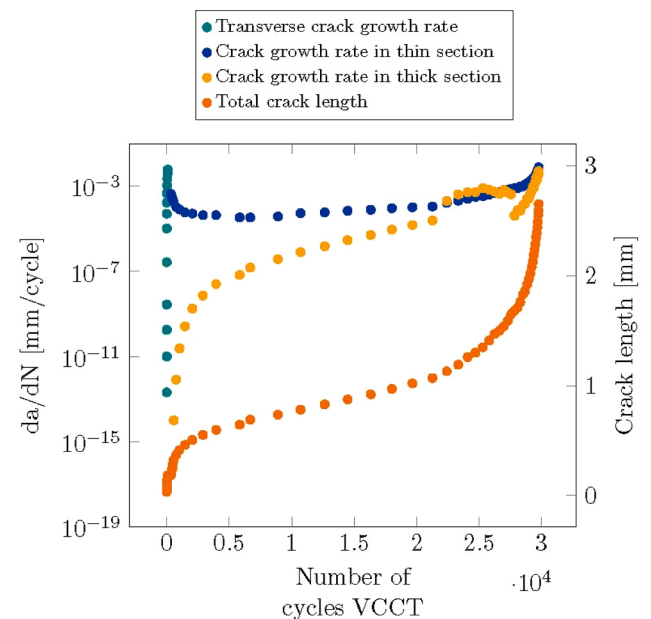 Transverse crack growth rate
Crack growth rate in thin section
Crack growth rate in thick section
Total crack length
da/dN [mm/cycle]
10⁻³
10⁻⁷
10⁻¹¹
10⁻¹⁵
10⁻¹⁹
3
2
1
0
Crack length [mm]
0 0.5 1 1.5 2 2.5 3
·10⁴
Number of
cycles VCCT